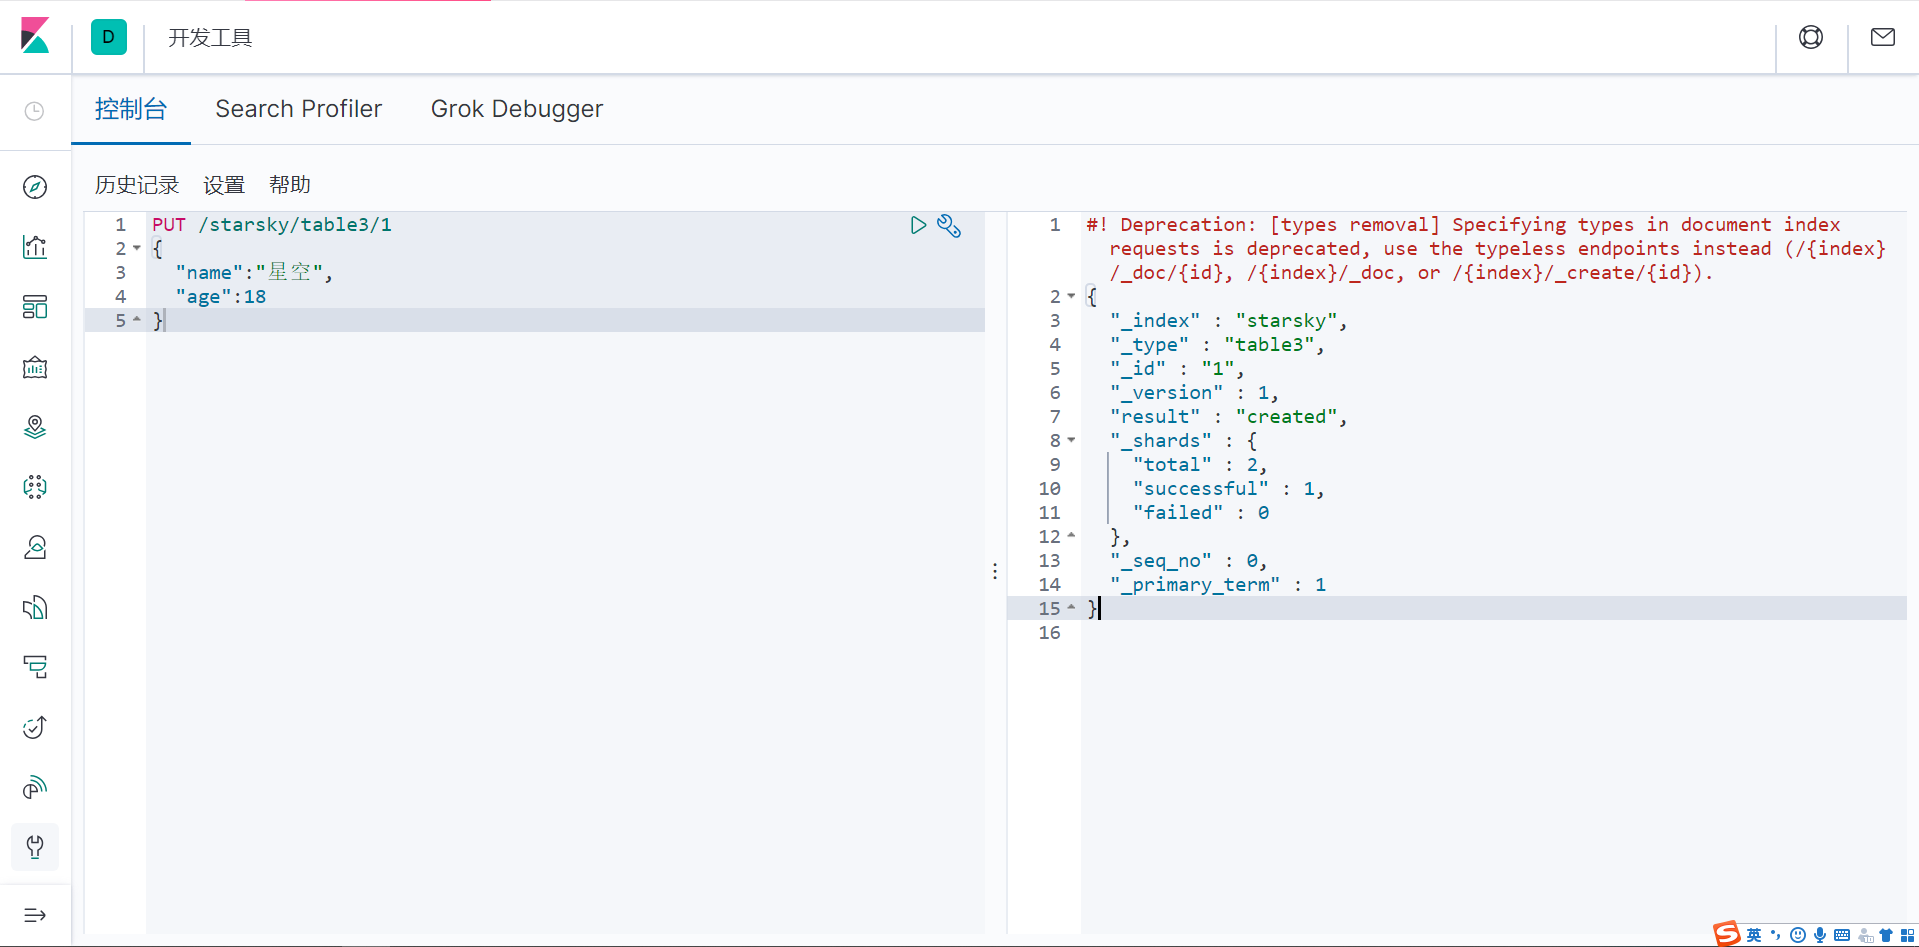 D 开发工具
控制台 Search Profiler Grok Debugger
历史记录 设置 帮助
1 PUT /starsky/table3/1
2 {
3 "name":"星空",
4 "age":18
5 }
1 #! Deprecation: [types removal] Specifying types in document index
requests is deprecated, use the typeless endpoints instead (/{index}
/_doc/{id}, /{index}/_doc, or /{index}/_create/{id}).
2 {
3 "_index" : "starsky",
4 "_type" : "table3",
5 "_id" : "1",
6 "_version" : 1,
7 "result" : "created",
8 "_shards" : {
9 "total" : 2,
10 "successful" : 1,
11 "failed" : 0
12 },
13 "_seq_no" : 0,
14 "_primary_term" : 1
15 }
16
S 英